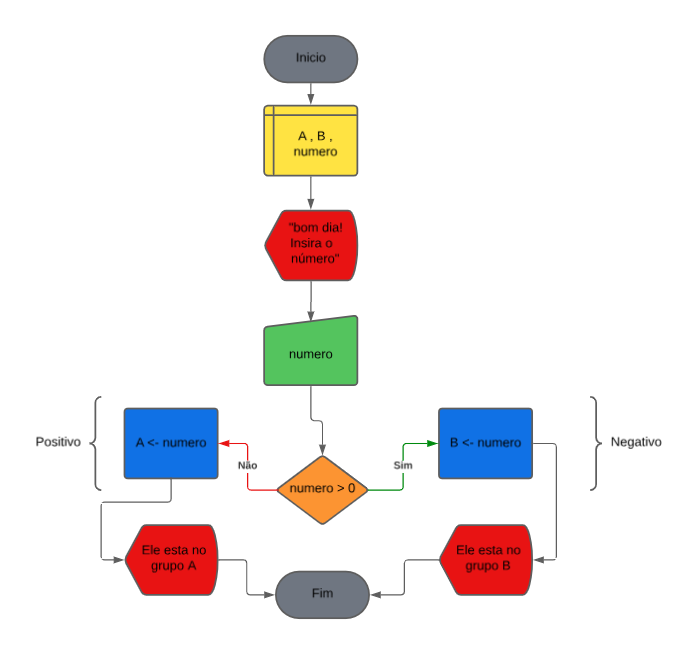 Inicio
A , B ,
numero
"bom dia!
Insira o
número"
numero
Positivo
A <- numero
Não
numero > 0
Sim
B <- numero
Negativo
Ele esta no
grupo A
Ele esta no
grupo B
Fim